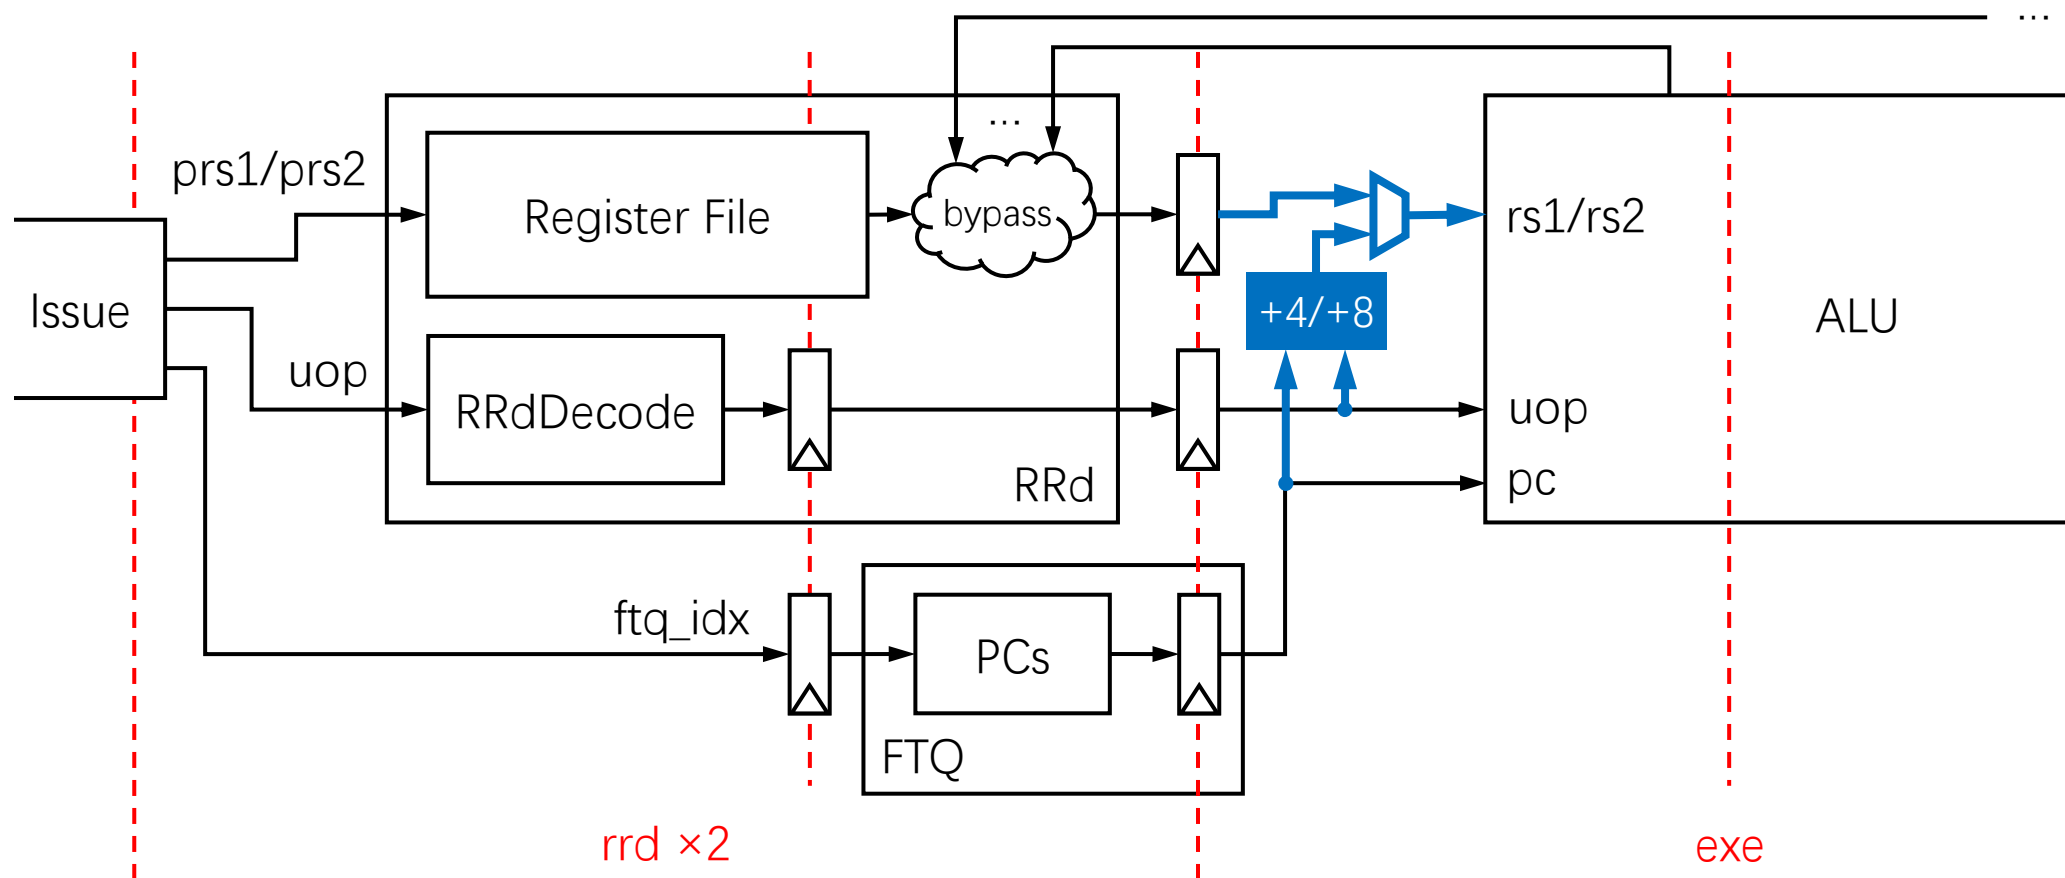 ...
...
prs1/prs2
Register File
bypass
rs1/rs2
Issue
+4/+8
ALU
uop
RRdDecode
uop
RRd
pc
ftq_idx
PCs
FTQ
rrd ×2
exe